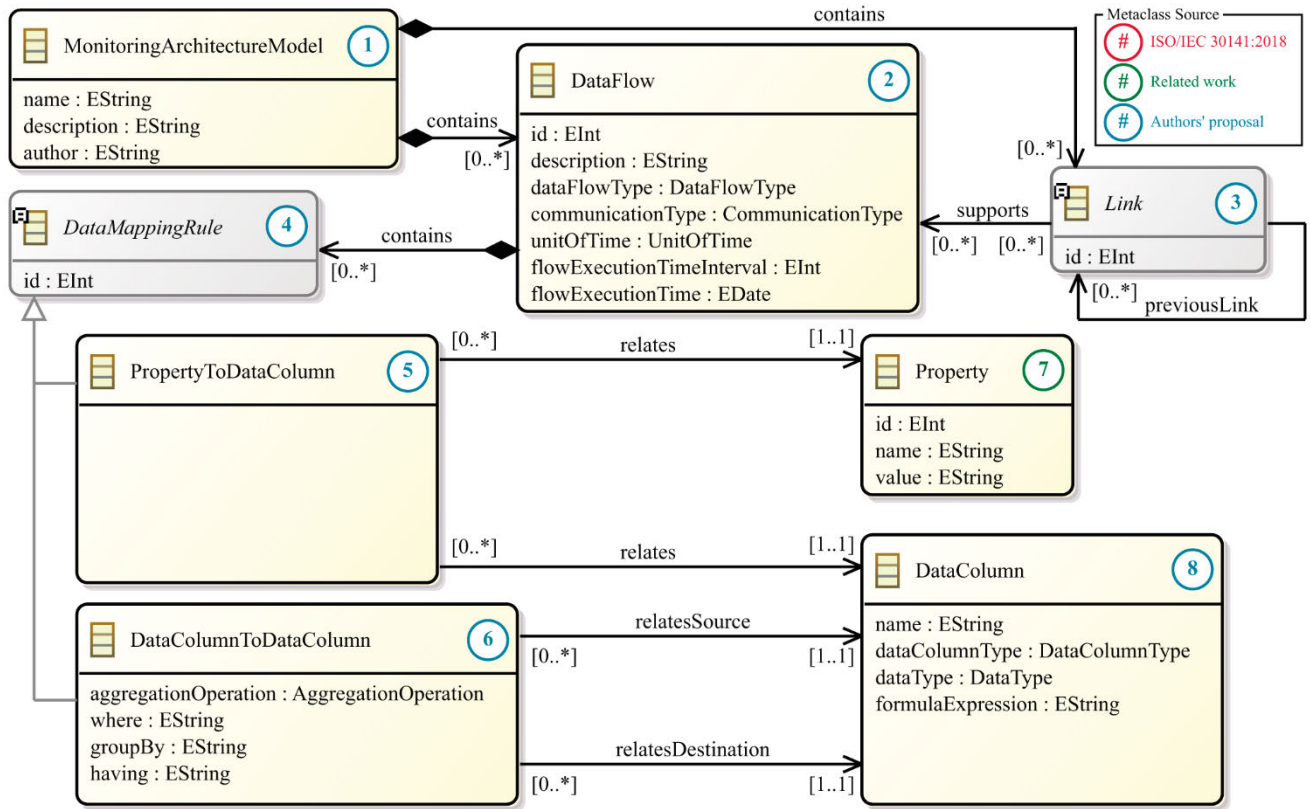 MonitoringArchitectureModel 1
name : EString
description : EString
author : EString
contains
[0..*]
contains
[0..*]
DataFlow 2
id : EInt
description : EString
dataFlowType : DataFlowType
communicationType : CommunicationType
unitOfTime : UnitOfTime
flowExecutionTimeInterval : EInt
flowExecutionTime : EDate
Metaclass Source
# ISO/IEC 30141:2018
# Related work
# Authors' proposal
Link 3
id : EInt
supports
[0..*] [0..*]
[0..*]
previousLink
DataMappingRule 4
id : EInt
contains
[0..*]
PropertyToDataColumn 5
[0..*] relates [1..1]
Property 7
id : EInt
name : EString
value : EString
[0..*] relates [1..1]
DataColumnToDataColumn 6
aggregationOperation : AggregationOperation
where : EString
groupBy : EString
having : EString
relatesSource
[0..*] [1..1]
relatesDestination
[0..*] [1..1]
DataColumn 8
name : EString
dataColumnType : DataColumnType
dataType : DataType
formulaExpression : EString